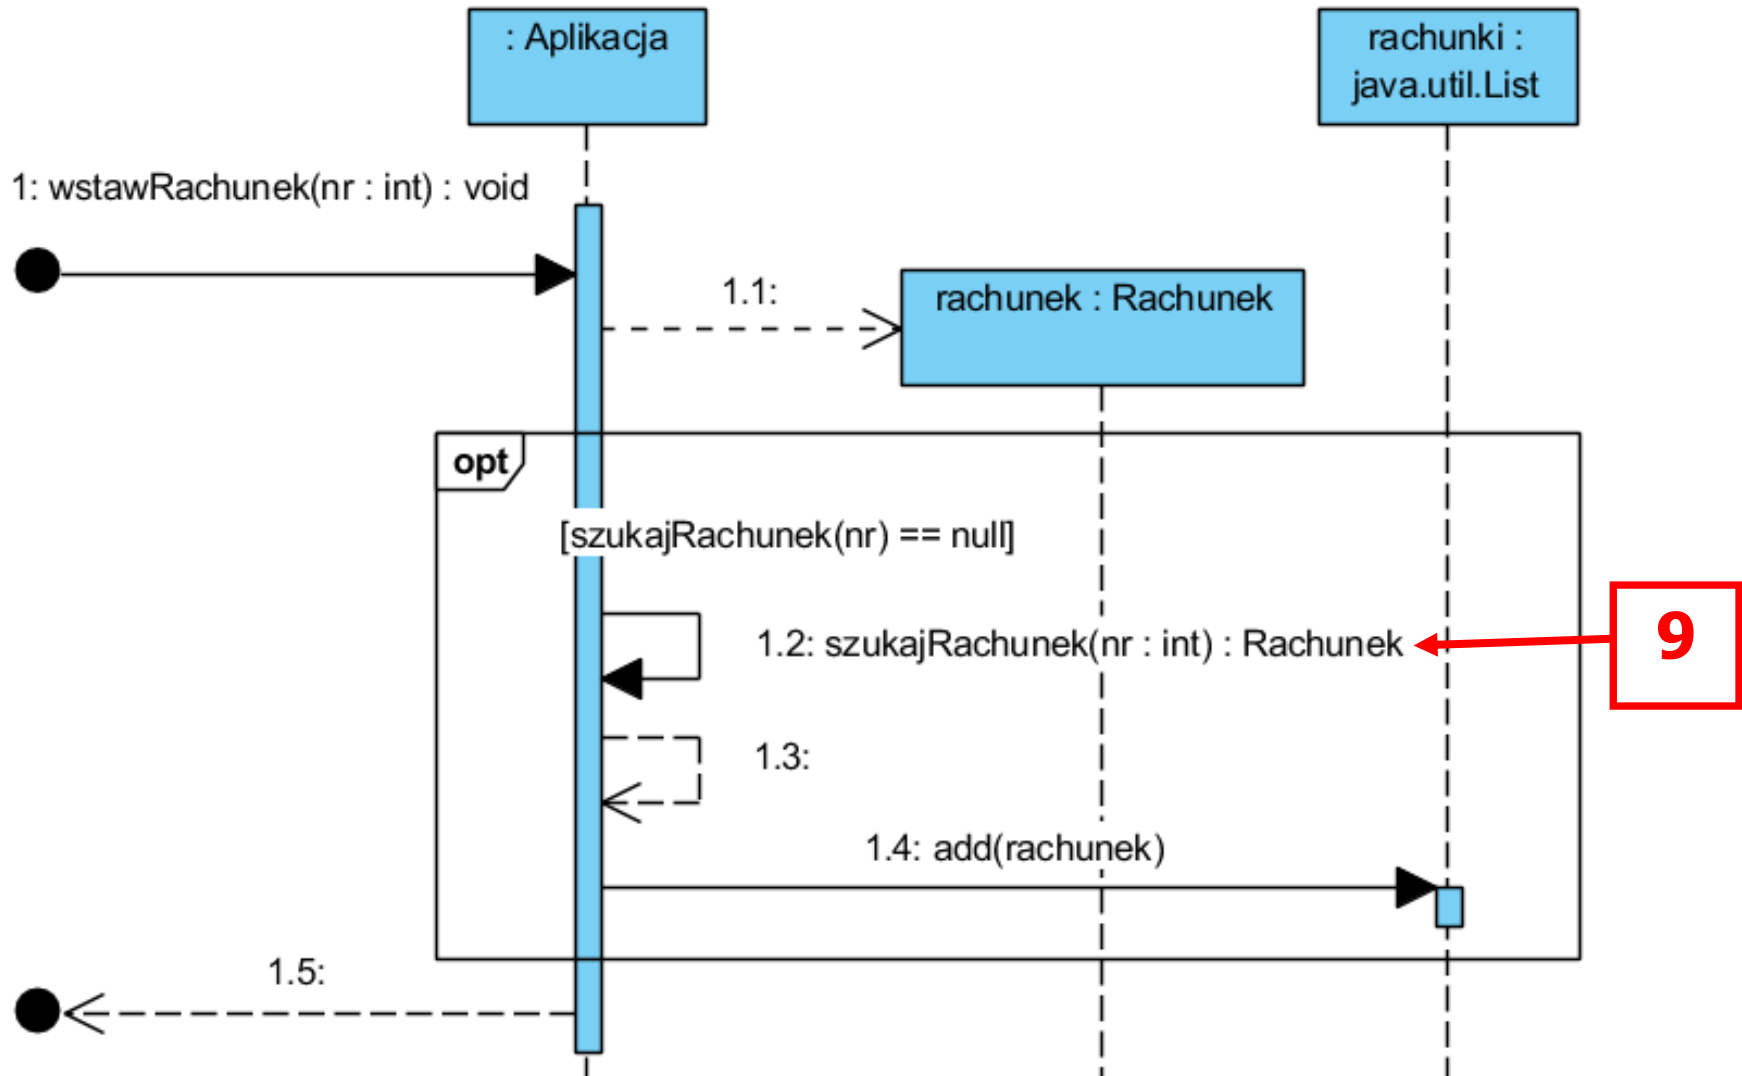 : Aplikacja
rachunki :
java.util.List
1: wstawRachunek(nr : int) : void
1.1:
rachunek : Rachunek
opt
[szukajRachunek(nr) == null]
1.2: szukajRachunek(nr : int) : Rachunek
9
1.3:
1.4: add(rachunek)
1.5: